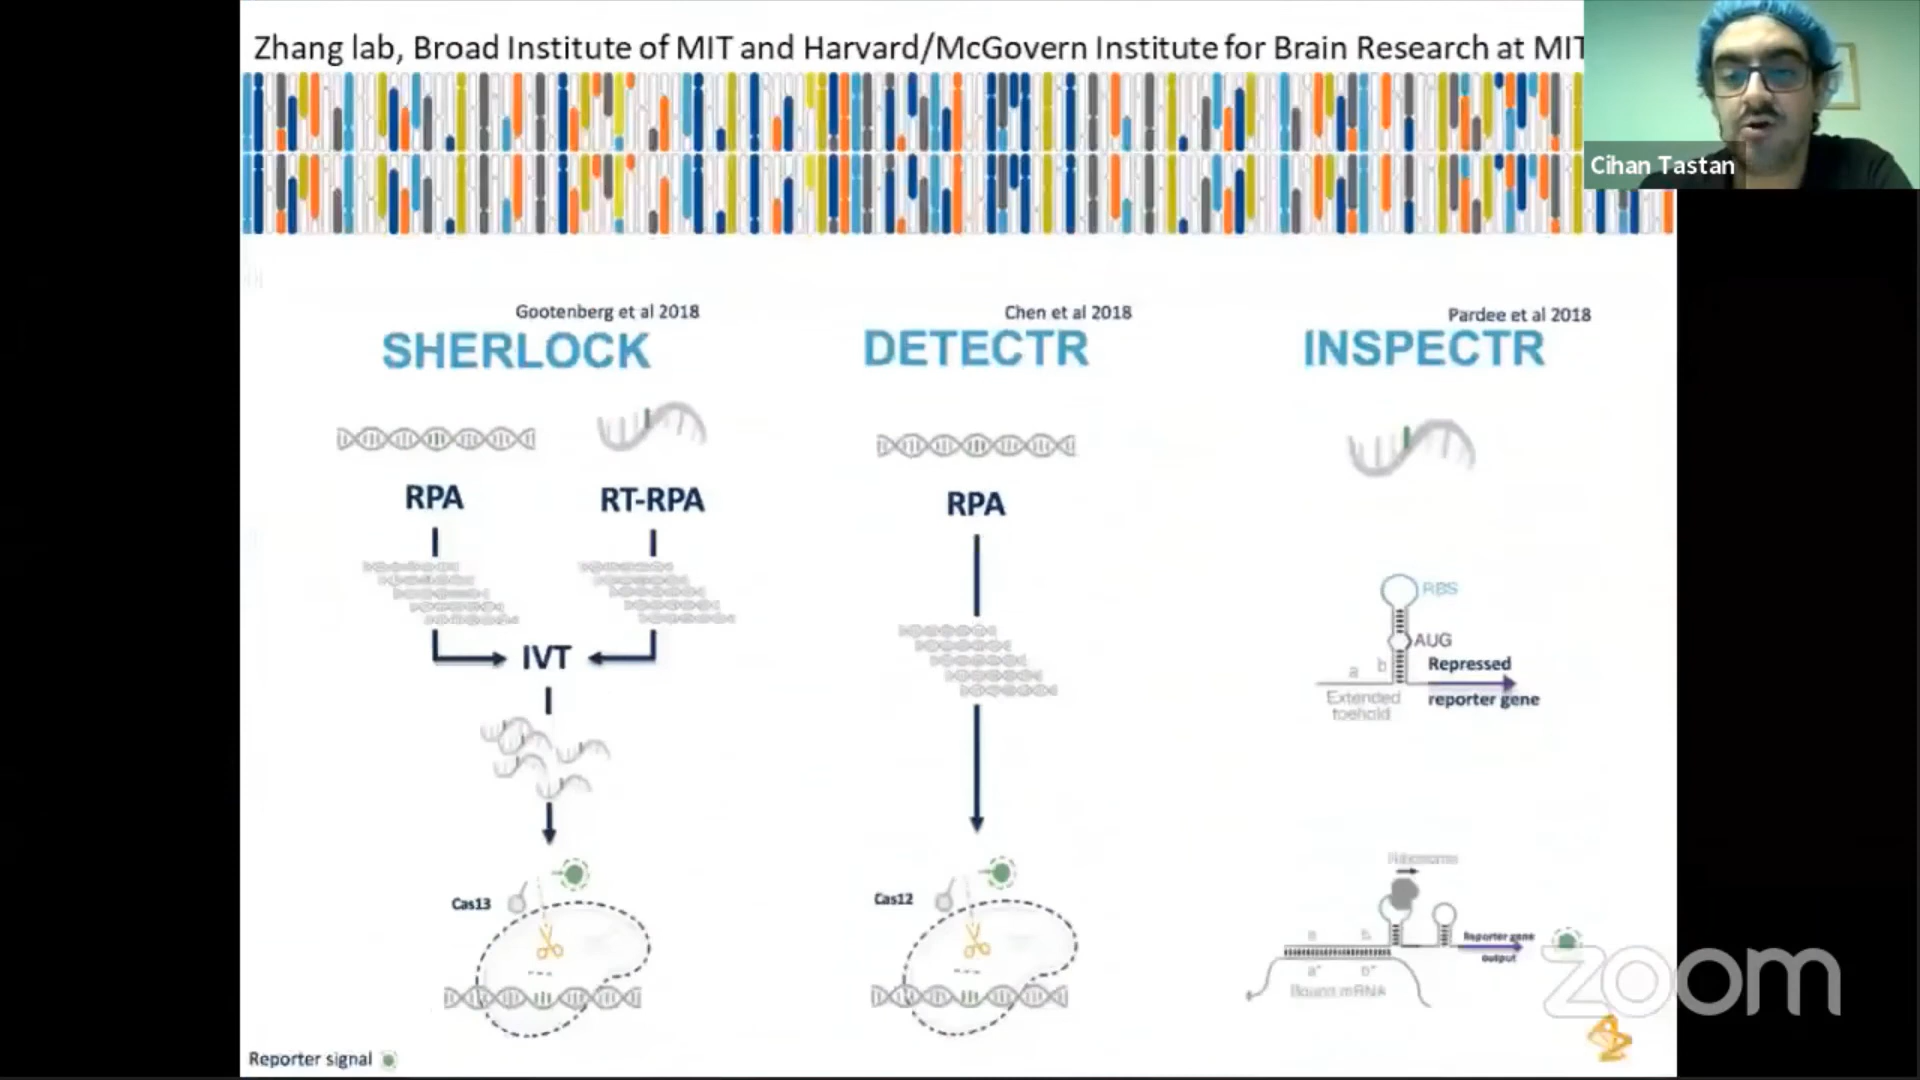 Zhang lab, Broad Institute of MIT and Harvard/McGovern Institute for Brain Research at MIT
Cihan Tastan
Gootenberg et al 2018
SHERLOCK
RPA
RT-RPA
IVT
Cas13
Chen et al 2018
DETECTR
RPA
Cas12
Pardee et al 2018
INSPECTR
RBS
AUG
a
b
Repressed
reporter gene
Extended
toehold
Ribosome
a
b
Reporter gene
output
a*
b*
Bound mRNA
Reporter signal
zoom